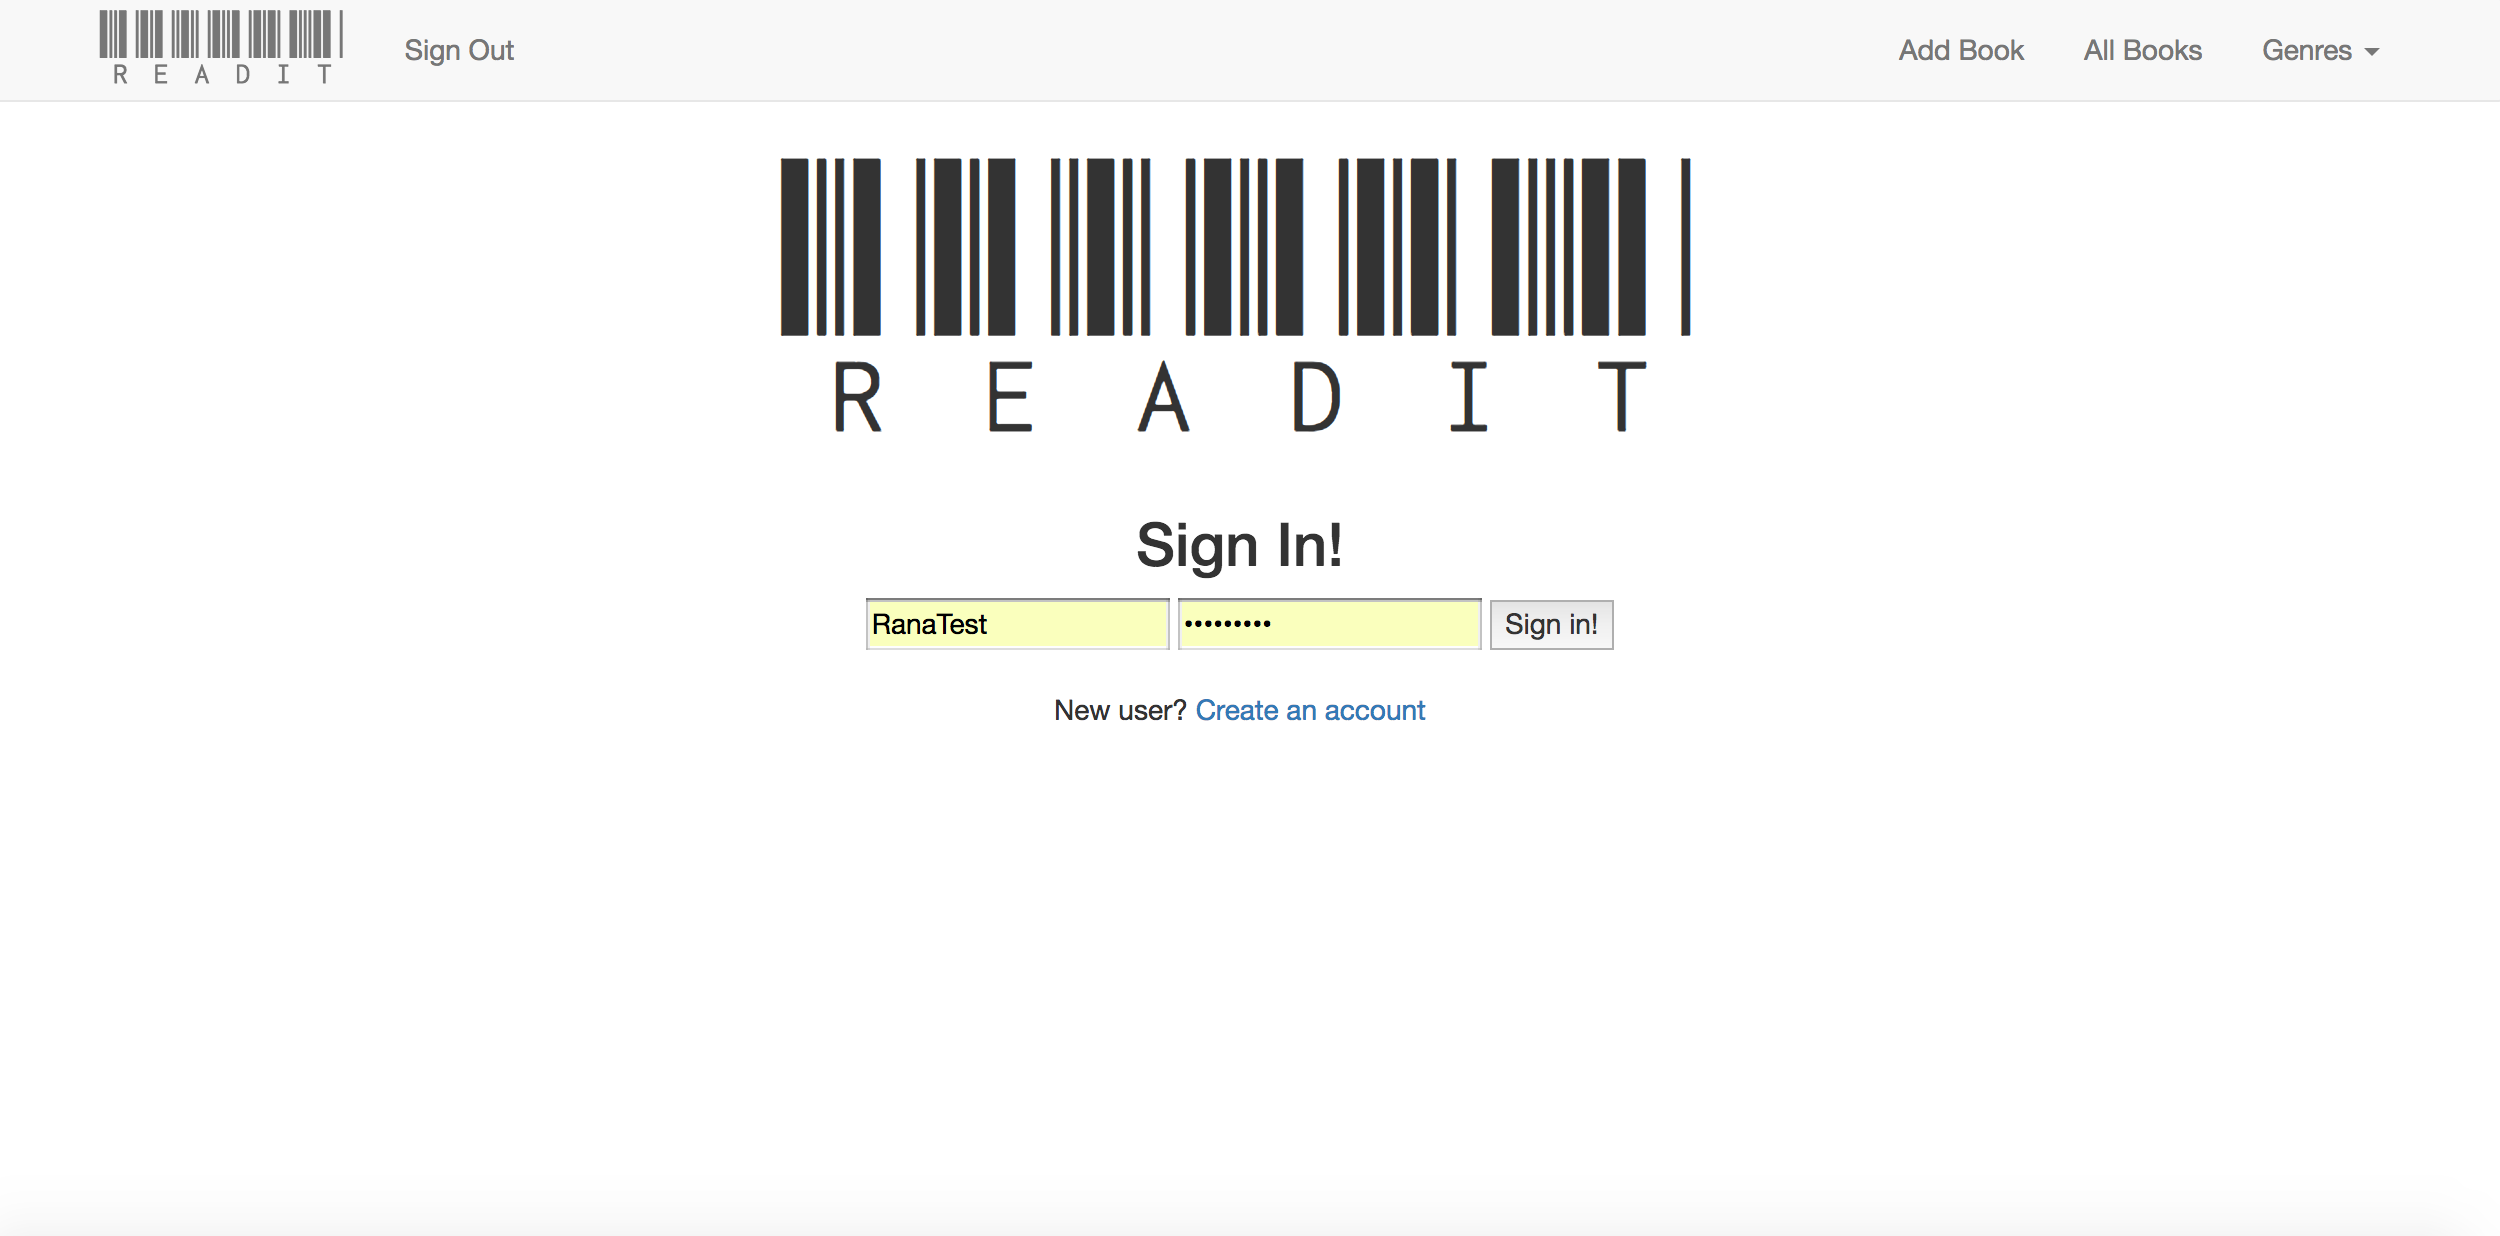 READIT
Sign Out
Add Book
All Books
Genres
READIT
Sign In!
RanaTest
•••••••••
Sign in!
New user? Create an account